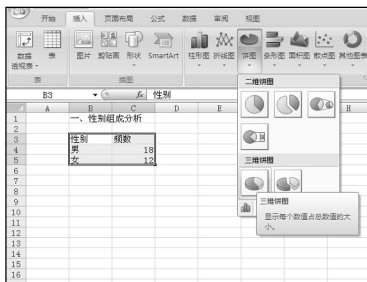 开始 插入 页面布局 公式 数据 审阅 视图
数据透视表 表 图片 剪贴画 形状 SmartArt 柱形图 折线图 饼图 条形图 面积图 散点图 其他图表
表 插图
二维饼图
B3 fx 性别
A B C D E H
1 一、性别组成分析
2
3 性别 频数
4 男 18
5 女 12
三维饼图
6
7
8
9
三维饼图
10
显示每个数值占总数值的大小。
11
12
13
14
15
16